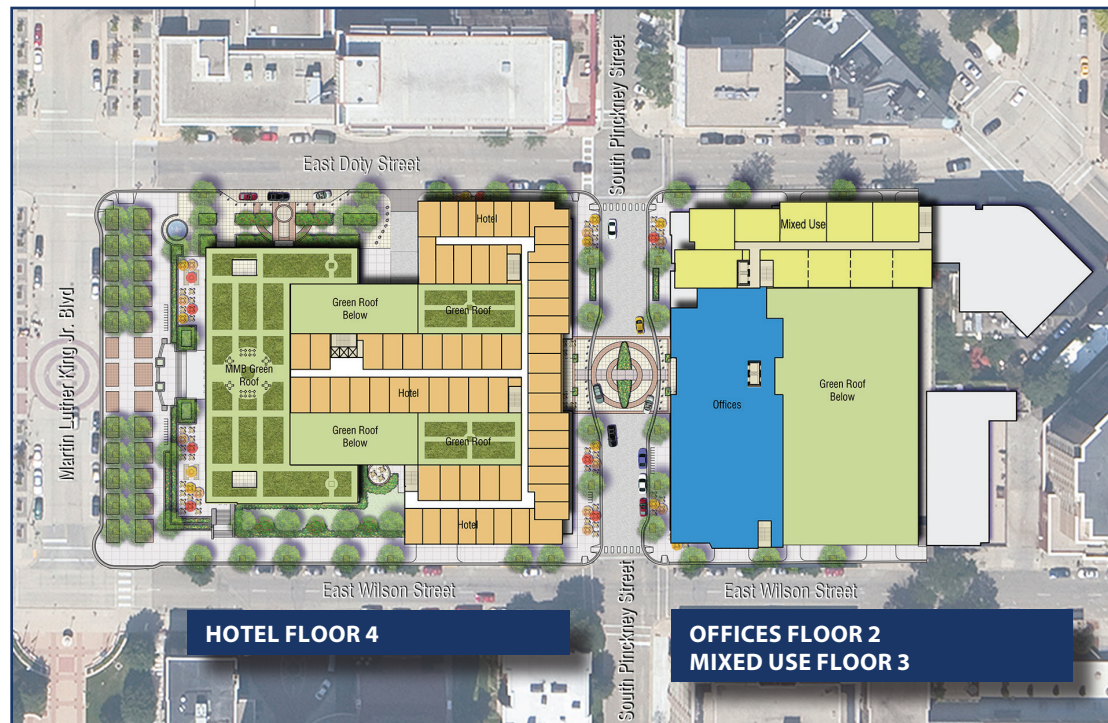 South Pinckney Street
East Doty Street
Hotel
Mixed Use
Martin Luther King Jr. Blvd.
Green Roof
Below
Green Roof
MMB Green
Roof
Hotel
Offices
Green Roof
Below
Green Roof
Below
Green Roof
Hotel
East Wilson Street
South Pinckney Street
East Wilson Street
HOTEL FLOOR 4
OFFICES FLOOR 2
MIXED USE FLOOR 3